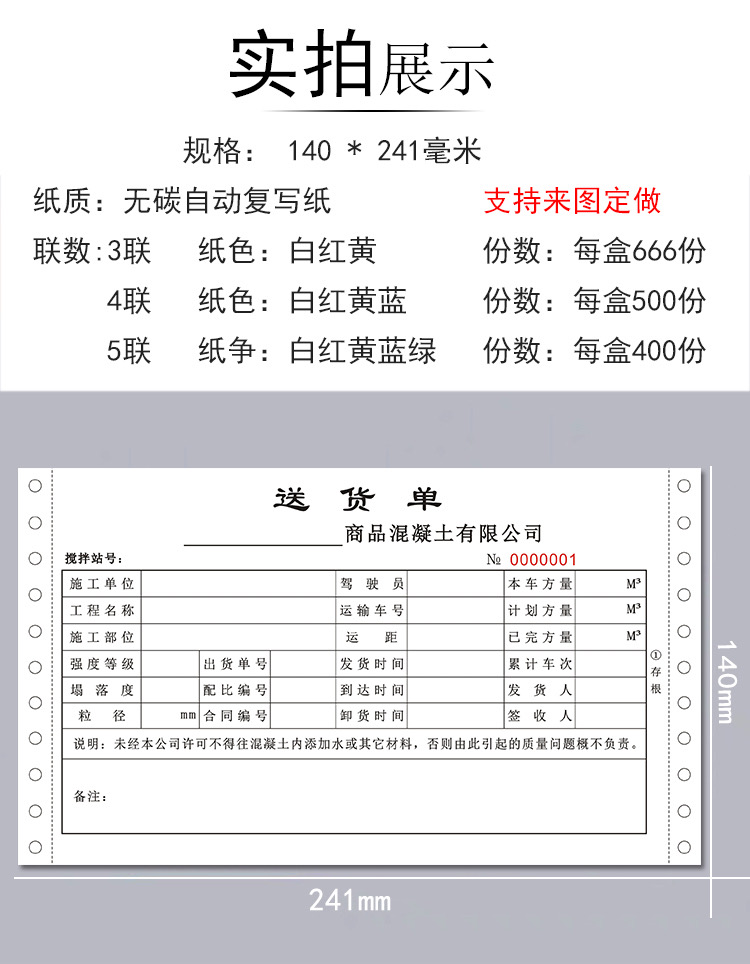 实拍展示
规格： 140 * 241毫米
纸质：无碳自动复写纸 支持来图定做
联数:3联 纸色：白红黄 份数：每盒666份
4联 纸色：白红黄蓝 份数：每盒500份
5联 纸争：白红黄蓝绿 份数：每盒400份
送货单
商品混凝土有限公司
搅拌站号： № 0000001
施工单位 驾驶员 本车方量 M³
工程名称 运输车号 计划方量 M³
施工部位 运距 已完方量 M³
强度等级 出货单号 发货时间 累计车次
塌落度 配比编号 到达时间 发货人
粒径 mm 合同编号 卸货时间 签收人
说明：未经本公司许可不得往混凝土内添加水或其它材料，否则由此引起的质量问题概不负责。
备注：
①存根
140mm
241mm